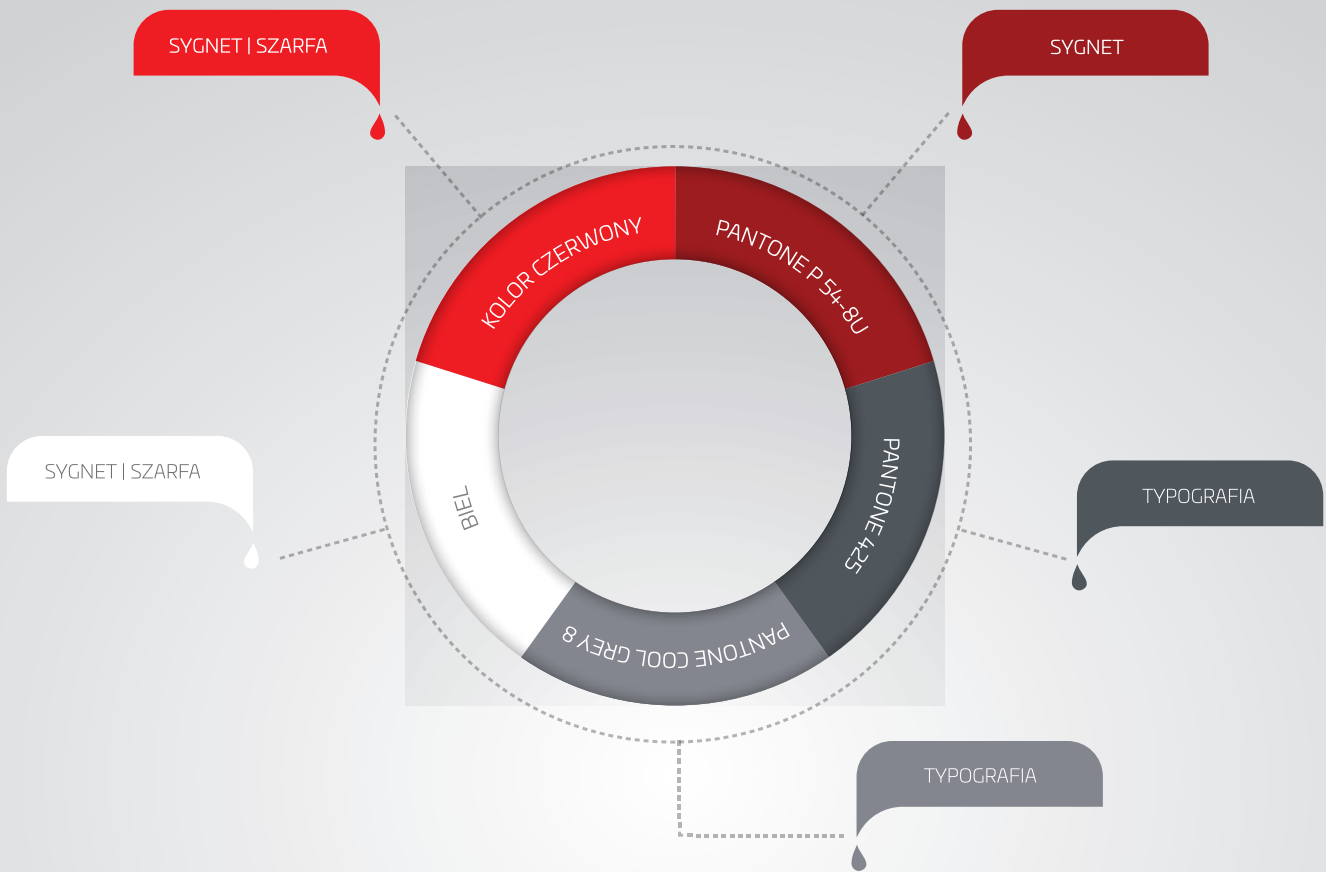 SYGNET | SZARFA
SYGNET
KOLOR CZERWONY
PANTONE P 54-8U
SYGNET | SZARFA
BIEL
PANTONE 425
TYPOGRAFIA
PANTONE COOL GREY 8
TYPOGRAFIA